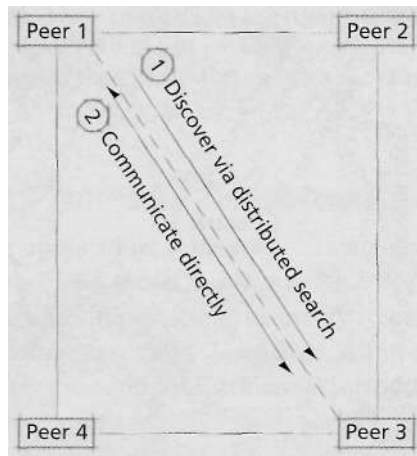 Peer 1
Peer 2
1 Discover via distributed search
2 Communicate directly
Peer 4
Peer 3